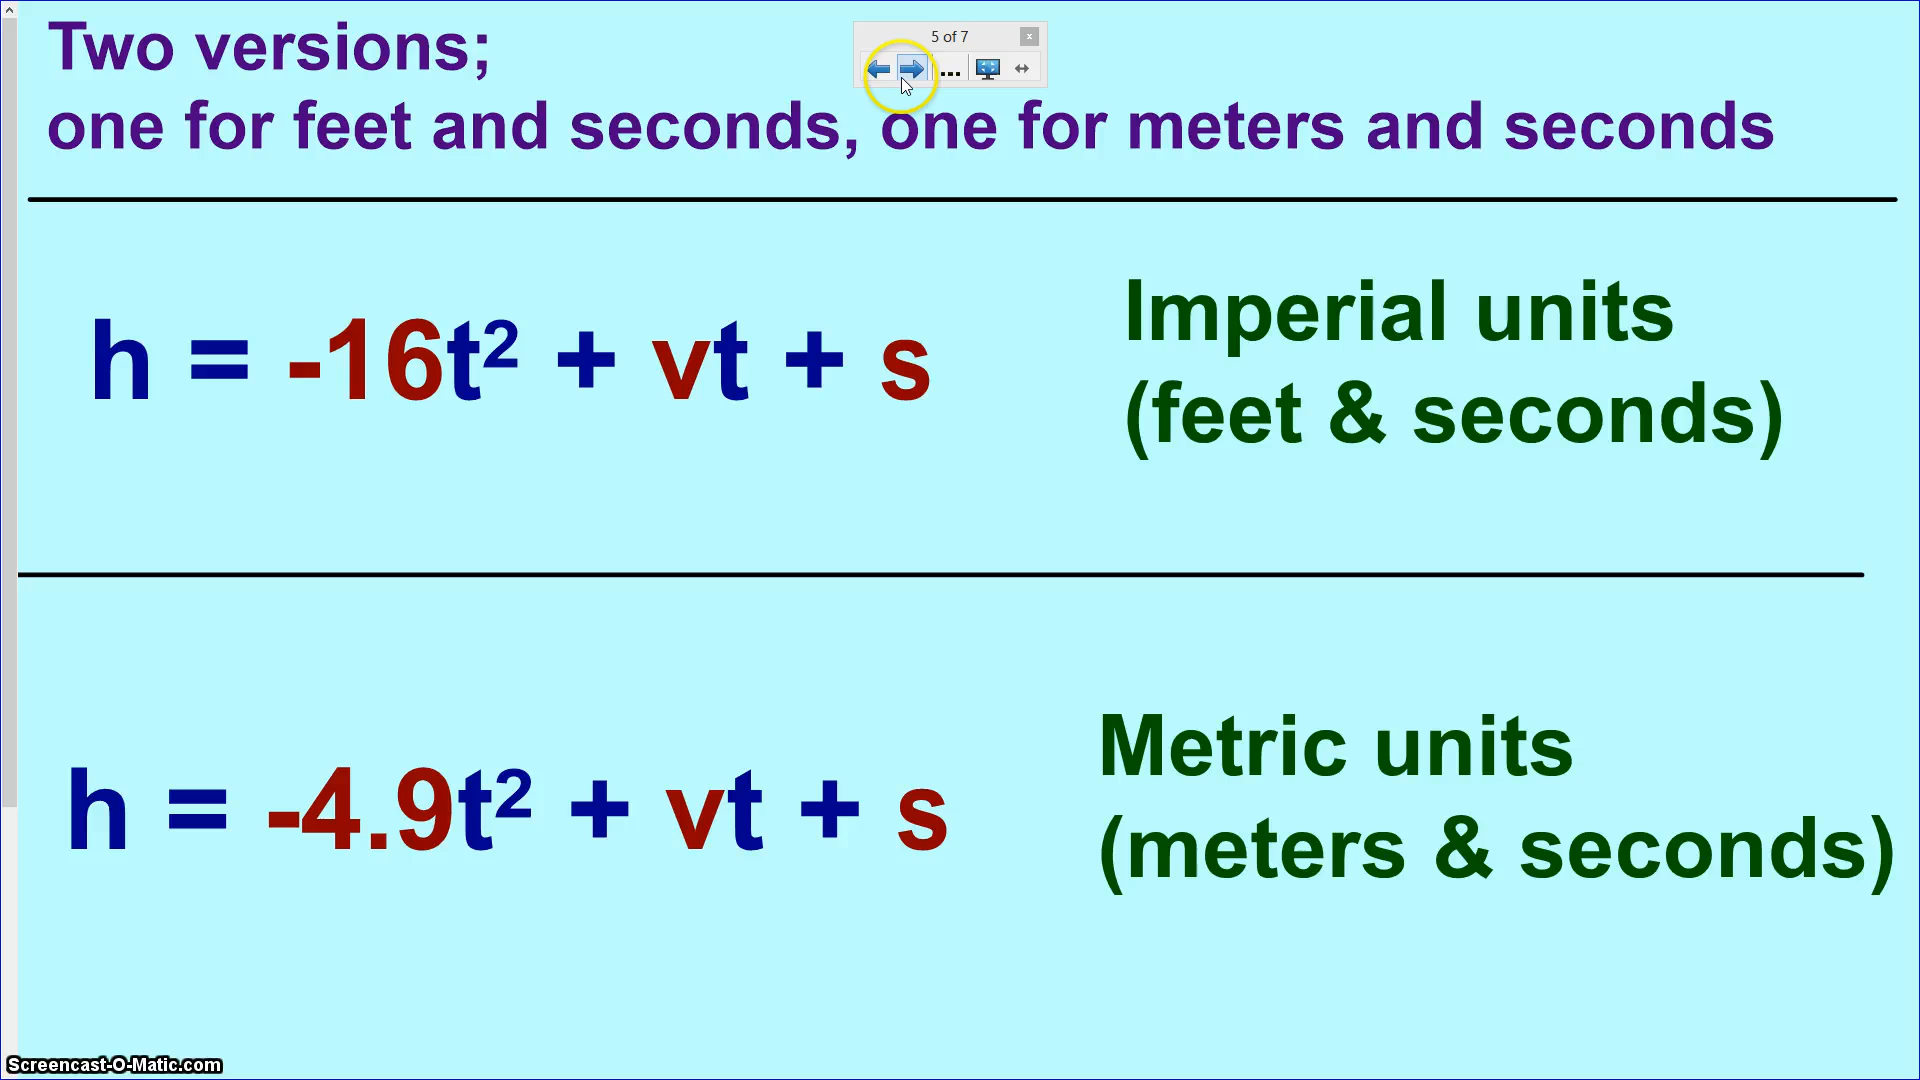 Two versions;
one for feet and seconds, one for meters and seconds
5 of 7
x
...
h = -16t² + vt + s
Imperial units
(feet & seconds)
h = -4.9t² + vt + s
Metric units
(meters & seconds)
Screencast-O-Matic.com